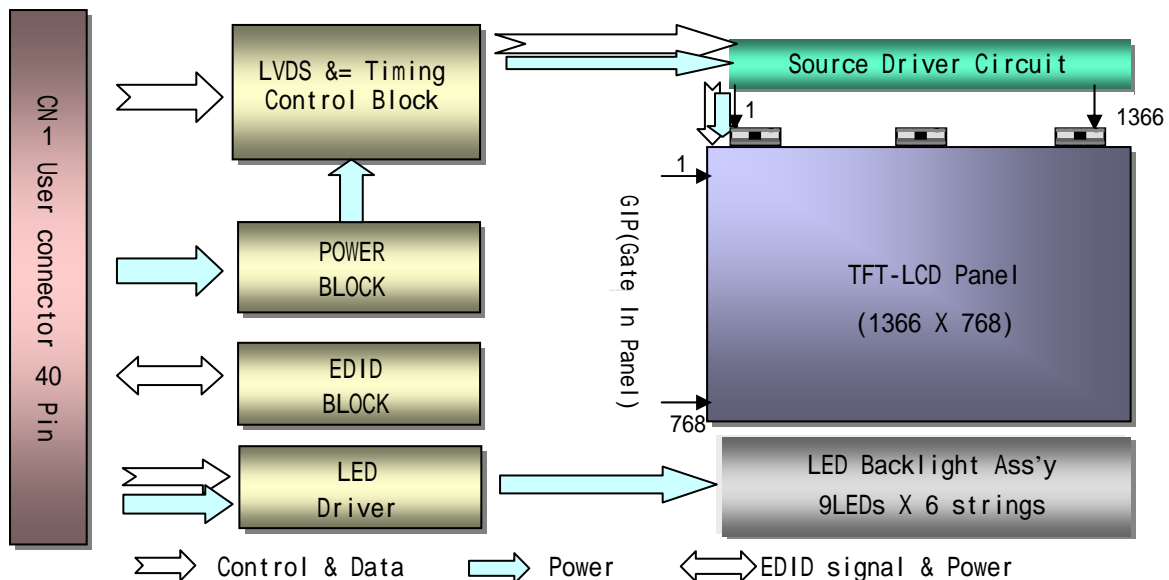 CN-1 User connector 40 Pin
LVDS &= Timing
Control Block
POWER
BLOCK
EDID
BLOCK
LED
Driver
Source Driver Circuit
1
1366
1
GIP(Gate In Panel)
768
TFT-LCD Panel
(1366 X 768)
LED Backlight Ass'y
9LEDs X 6 strings
Control & Data
Power
EDID signal & Power